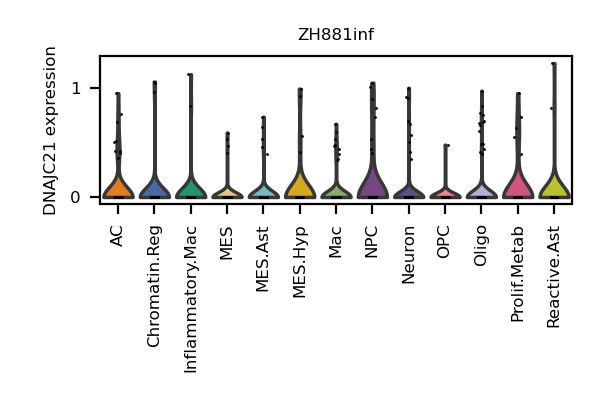 ZH881inf
DNAJC21 expression
1
0
AC
Chromatin.Reg
Inflammatory.Mac
MES
MES.Ast
MES.Hyp
Mac
NPC
Neuron
OPC
Oligo
Prolif.Metab
Reactive.Ast